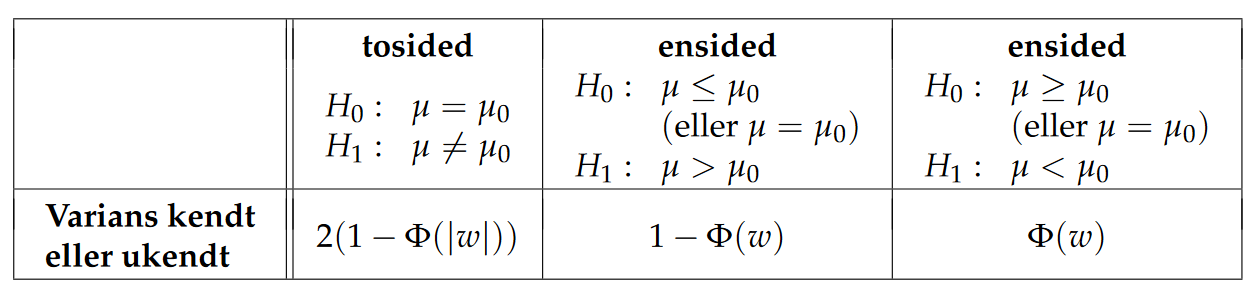 tosided
H₀ : μ = μ₀
H₁ : μ ≠ μ₀
ensided
H₀ : μ ≤ μ₀
(eller μ = μ₀)
H₁ : μ > μ₀
ensided
H₀ : μ ≥ μ₀
(eller μ = μ₀)
H₁ : μ < μ₀
Varians kendt
eller ukendt
2(1 − Φ(|w|))
1 − Φ(w)
Φ(w)